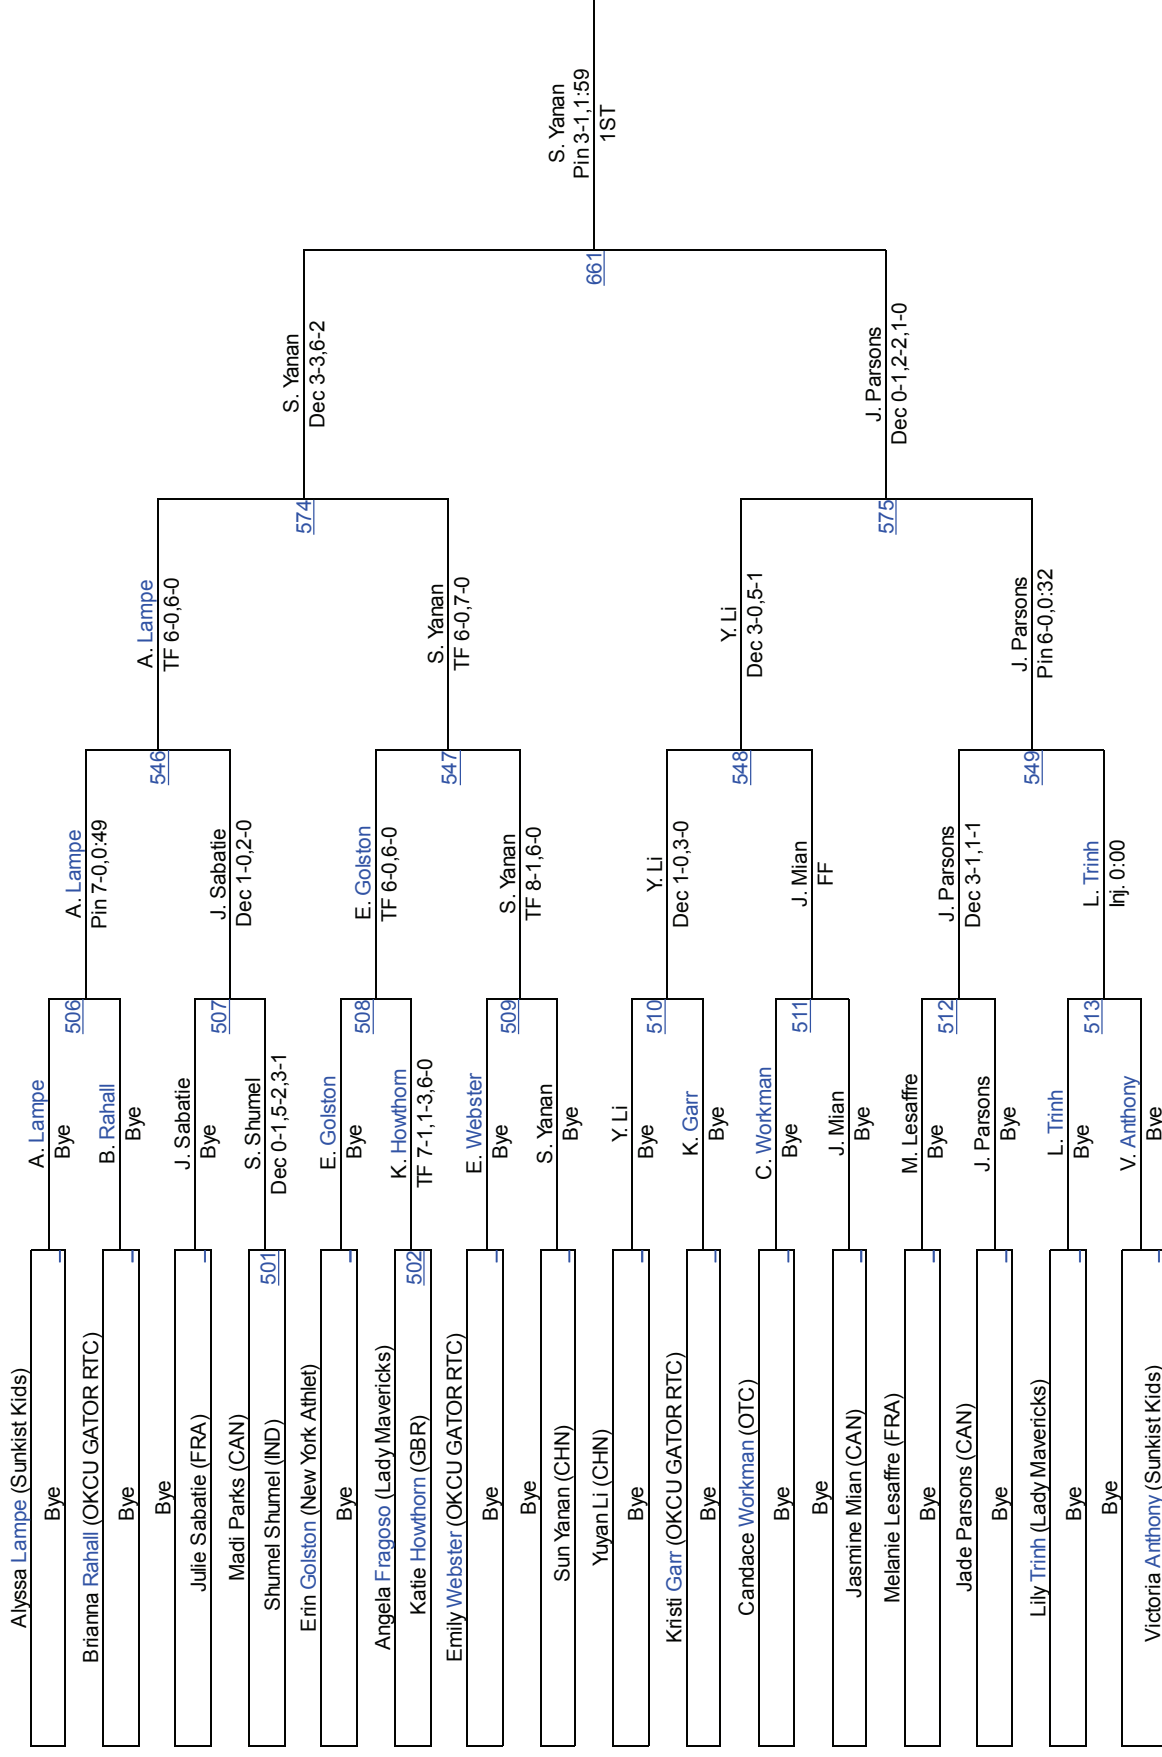 Alyssa Lampe (Sunkist Kids)
Bye
Brianna Rahall (OKCU GATOR RTC)
Bye
Bye
Julie Sabatie (FRA)
Madi Parks (CAN)
Shumel Shumel (IND)
501
Erin Golston (New York Athlet)
Bye
Angela Fragoso (Lady Mavericks)
Katie Howthorn (GBR)
502
Emily Webster (OKCU GATOR RTC)
Bye
Bye
Sun Yanan (CHN)
Yuyan Li (CHN)
Bye
Kristi Garr (OKCU GATOR RTC)
Bye
Candace Workman (OTC)
Bye
Bye
Jasmine Mian (CAN)
Melanie Lesaffre (FRA)
Bye
Jade Parsons (CAN)
Bye
Lily Trinh (Lady Mavericks)
Bye
Bye
Victoria Anthony (Sunkist Kids)
A. Lampe
Bye
506
B. Rahall
Bye
J. Sabatie
Bye
507
S. Shumel
Dec 0-1,5-2,3-1
E. Golston
Bye
508
K. Howthorn
TF 7-1,1-3,6-0
E. Webster
Bye
509
S. Yanan
Bye
Y. Li
Bye
510
K. Garr
Bye
C. Workman
Bye
511
J. Mian
Bye
M. Lesaffre
Bye
512
J. Parsons
Bye
L. Trinh
Bye
513
V. Anthony
Bye
A. Lampe
Pin 7-0,0:49
546
J. Sabatie
Dec 1-0,2-0
E. Golston
TF 6-0,6-0
547
S. Yanan
TF 8-1,6-0
Y. Li
Dec 1-0,3-0
548
J. Mian
FF
J. Parsons
Dec 3-1,1-1
549
L. Trinh
Inj. 0:00
A. Lampe
TF 6-0,6-0
574
S. Yanan
TF 6-0,7-0
Y. Li
Dec 3-0,5-1
575
J. Parsons
Pin 6-0,0:32
S. Yanan
Dec 3-3,6-2
661
J. Parsons
Dec 0-1,2-2,1-0
S. Yanan
Pin 3-1,1:59
1ST